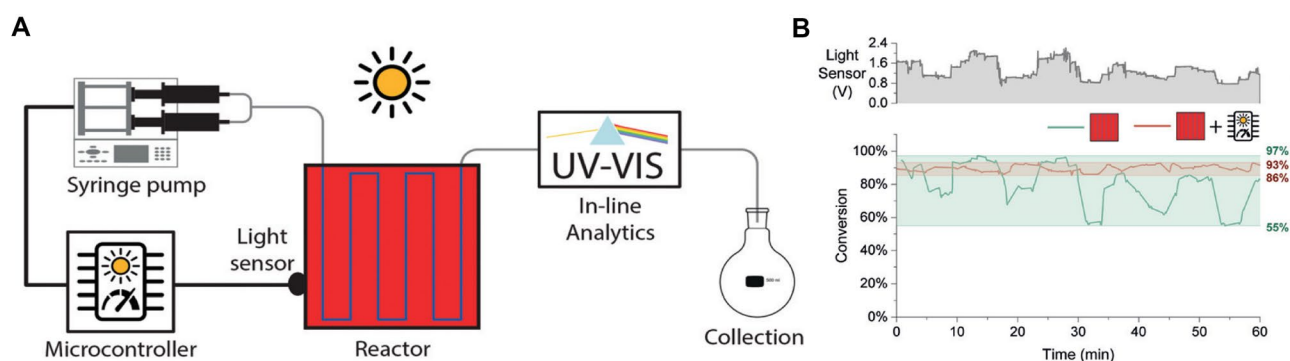 A
Syringe pump
Microcontroller
Light
sensor
Reactor
UV-VIS
In-line
Analytics
500 ml
Collection
B
Light
Sensor
(V)
2.4
1.6
0.8
0.0
+
Conversion
100%
80%
60%
40%
20%
0%
97%
93%
86%
55%
0
10
20
30
40
50
60
Time (min)